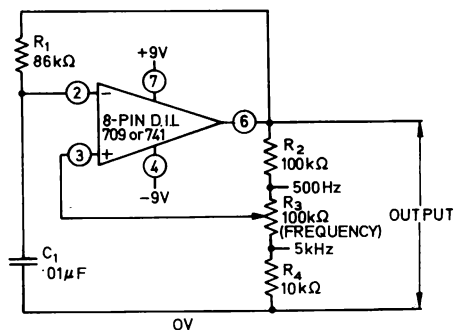 R1
86kΩ
+9V
7
2
−
8-PIN D.I.L
709 or 741
6
3
+
4
−9V
R2
100kΩ
500Hz
R3
100kΩ
(FREQUENCY)
5kHz
R4
10kΩ
OUTPUT
C1
·01µF
0V